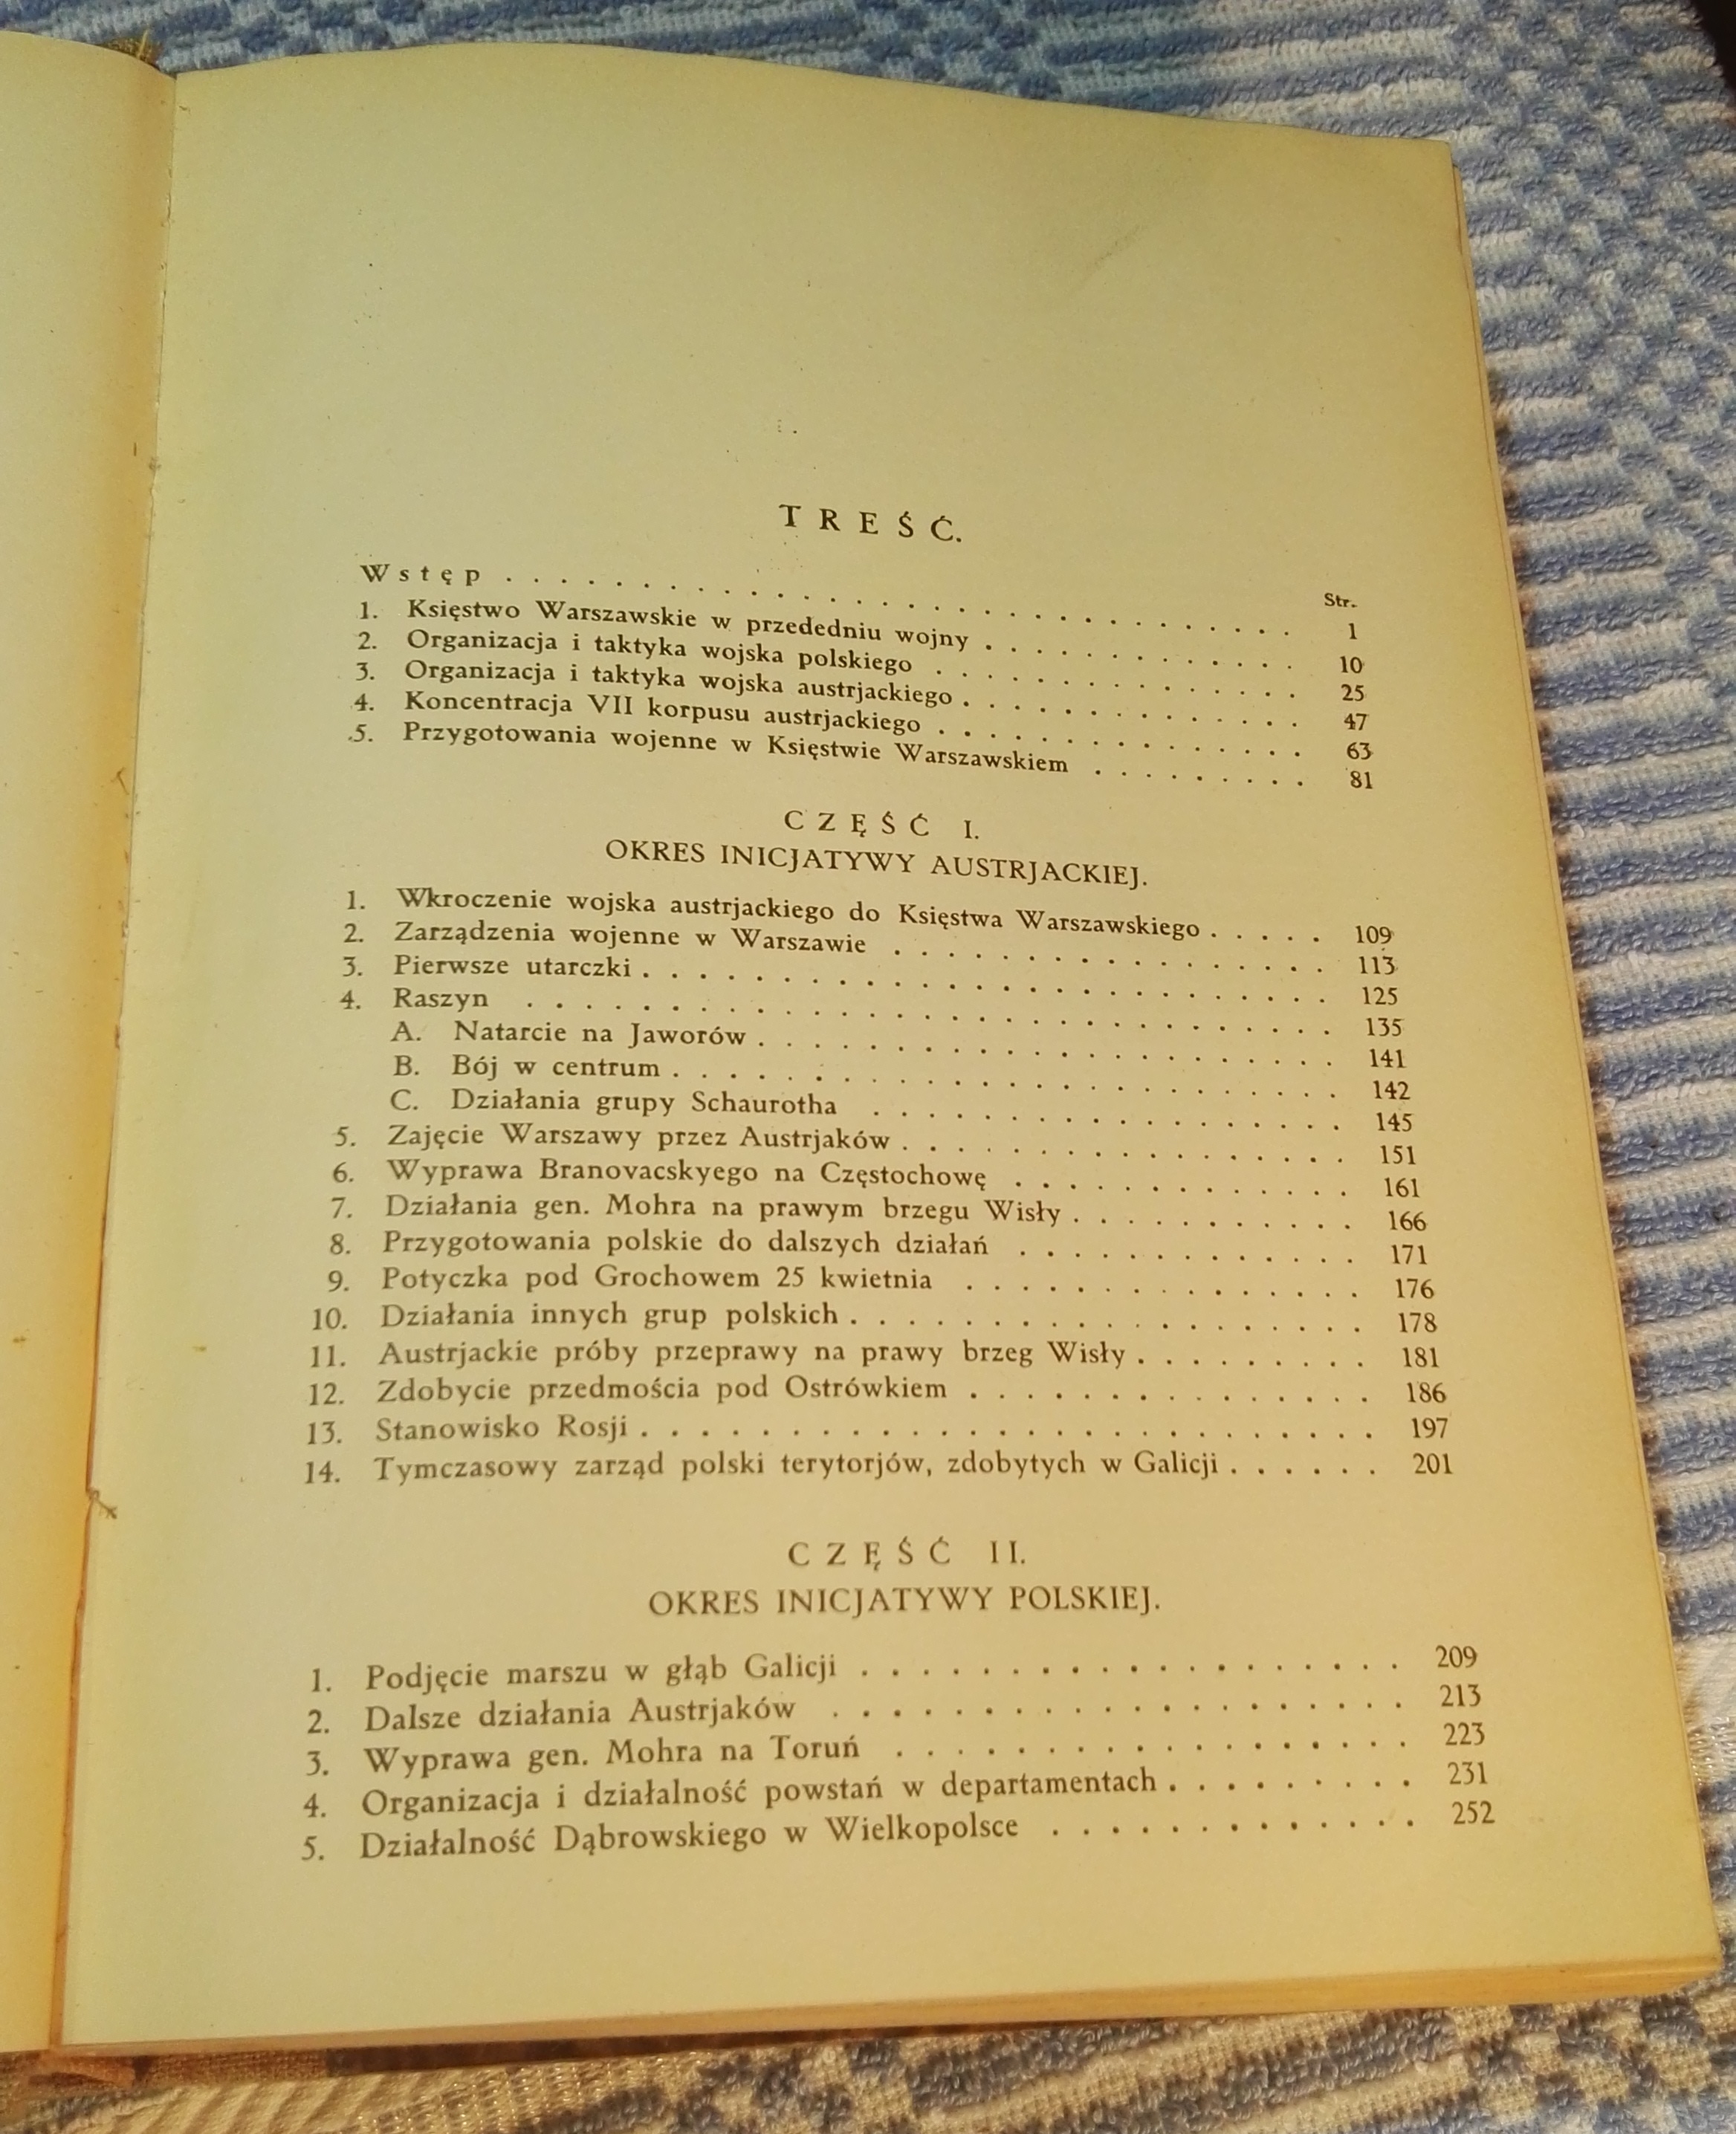 TREŚĆ.
Str.
Wstęp . . . . . . . . . . . . . . . . . . . . . . . . . . . . . 1
1. Księstwo Warszawskie w przededniu wojny . . . . . . . . . . . . 10
2. Organizacja i taktyka wojska polskiego . . . . . . . . . . . . . . 25
3. Organizacja i taktyka wojska austrjackiego . . . . . . . . . . . . . 47
4. Koncentracja VII korpusu austrjackiego . . . . . . . . . . . . . . 63
5. Przygotowania wojenne w Księstwie Warszawskiem . . . . . . . . . 81
CZĘŚĆ I.
OKRES INICJATYWY AUSTRJACKIEJ.
1. Wkroczenie wojska austrjackiego do Księstwa Warszawskiego . . . . . 109
2. Zarządzenia wojenne w Warszawie . . . . . . . . . . . . . . . . 113
3. Pierwsze utarczki . . . . . . . . . . . . . . . . . . . . . . . . . 125
4. Raszyn . . . . . . . . . . . . . . . . . . . . . . . . . . . . . 135
A. Natarcie na Jaworów . . . . . . . . . . . . . . . . . . . . . 141
B. Bój w centrum . . . . . . . . . . . . . . . . . . . . . . . . 142
C. Działania grupy Schaurotha . . . . . . . . . . . . . . . . . 145
5. Zajęcie Warszawy przez Austrjaków . . . . . . . . . . . . . . . . 151
6. Wyprawa Branovacskyego na Częstochowę . . . . . . . . . . . . . 161
7. Działania gen. Mohra na prawym brzegu Wisły . . . . . . . . . . . 166
8. Przygotowania polskie do dalszych działań . . . . . . . . . . . . . 171
9. Potyczka pod Grochowem 25 kwietnia . . . . . . . . . . . . . . . 176
10. Działania innych grup polskich . . . . . . . . . . . . . . . . . . 178
11. Austrjackie próby przeprawy na prawy brzeg Wisły . . . . . . . . . 181
12. Zdobycie przedmościa pod Ostrówkiem . . . . . . . . . . . . . . 186
13. Stanowisko Rosji . . . . . . . . . . . . . . . . . . . . . . . . . 197
14. Tymczasowy zarząd polski terytorjów, zdobytych w Galicji . . . . . . 201
CZĘŚĆ II.
OKRES INICJATYWY POLSKIEJ.
1. Podjęcie marszu w głąb Galicji . . . . . . . . . . . . . . . . . . 209
2. Dalsze działania Austrjaków . . . . . . . . . . . . . . . . . . . 213
3. Wyprawa gen. Mohra na Toruń . . . . . . . . . . . . . . . . . 223
4. Organizacja i działalność powstań w departamentach . . . . . . . . . 231
5. Działalność Dąbrowskiego w Wielkopolsce . . . . . . . . . . . . . 252